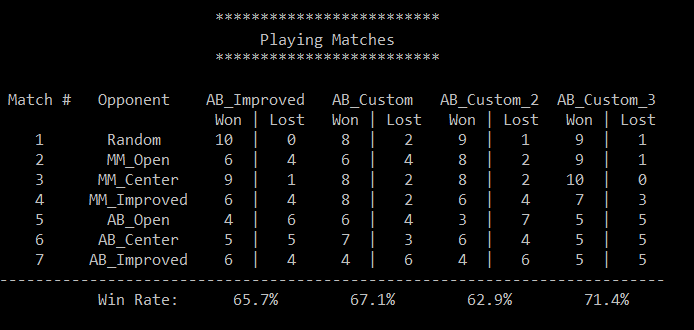 *************************
Playing Matches
*************************
Match # Opponent AB_Improved AB_Custom AB_Custom_2 AB_Custom_3
Won | Lost Won | Lost Won | Lost Won | Lost
1 Random 10 | 0 8 | 2 9 | 1 9 | 1
2 MM_Open 6 | 4 6 | 4 8 | 2 9 | 1
3 MM_Center 9 | 1 8 | 2 8 | 2 10 | 0
4 MM_Improved 6 | 4 8 | 2 6 | 4 7 | 3
5 AB_Open 4 | 6 6 | 4 3 | 7 5 | 5
6 AB_Center 5 | 5 7 | 3 6 | 4 5 | 5
7 AB_Improved 6 | 4 4 | 6 4 | 6 5 | 5
--------------------------------------------------------------------------
Win Rate: 65.7% 67.1% 62.9% 71.4%